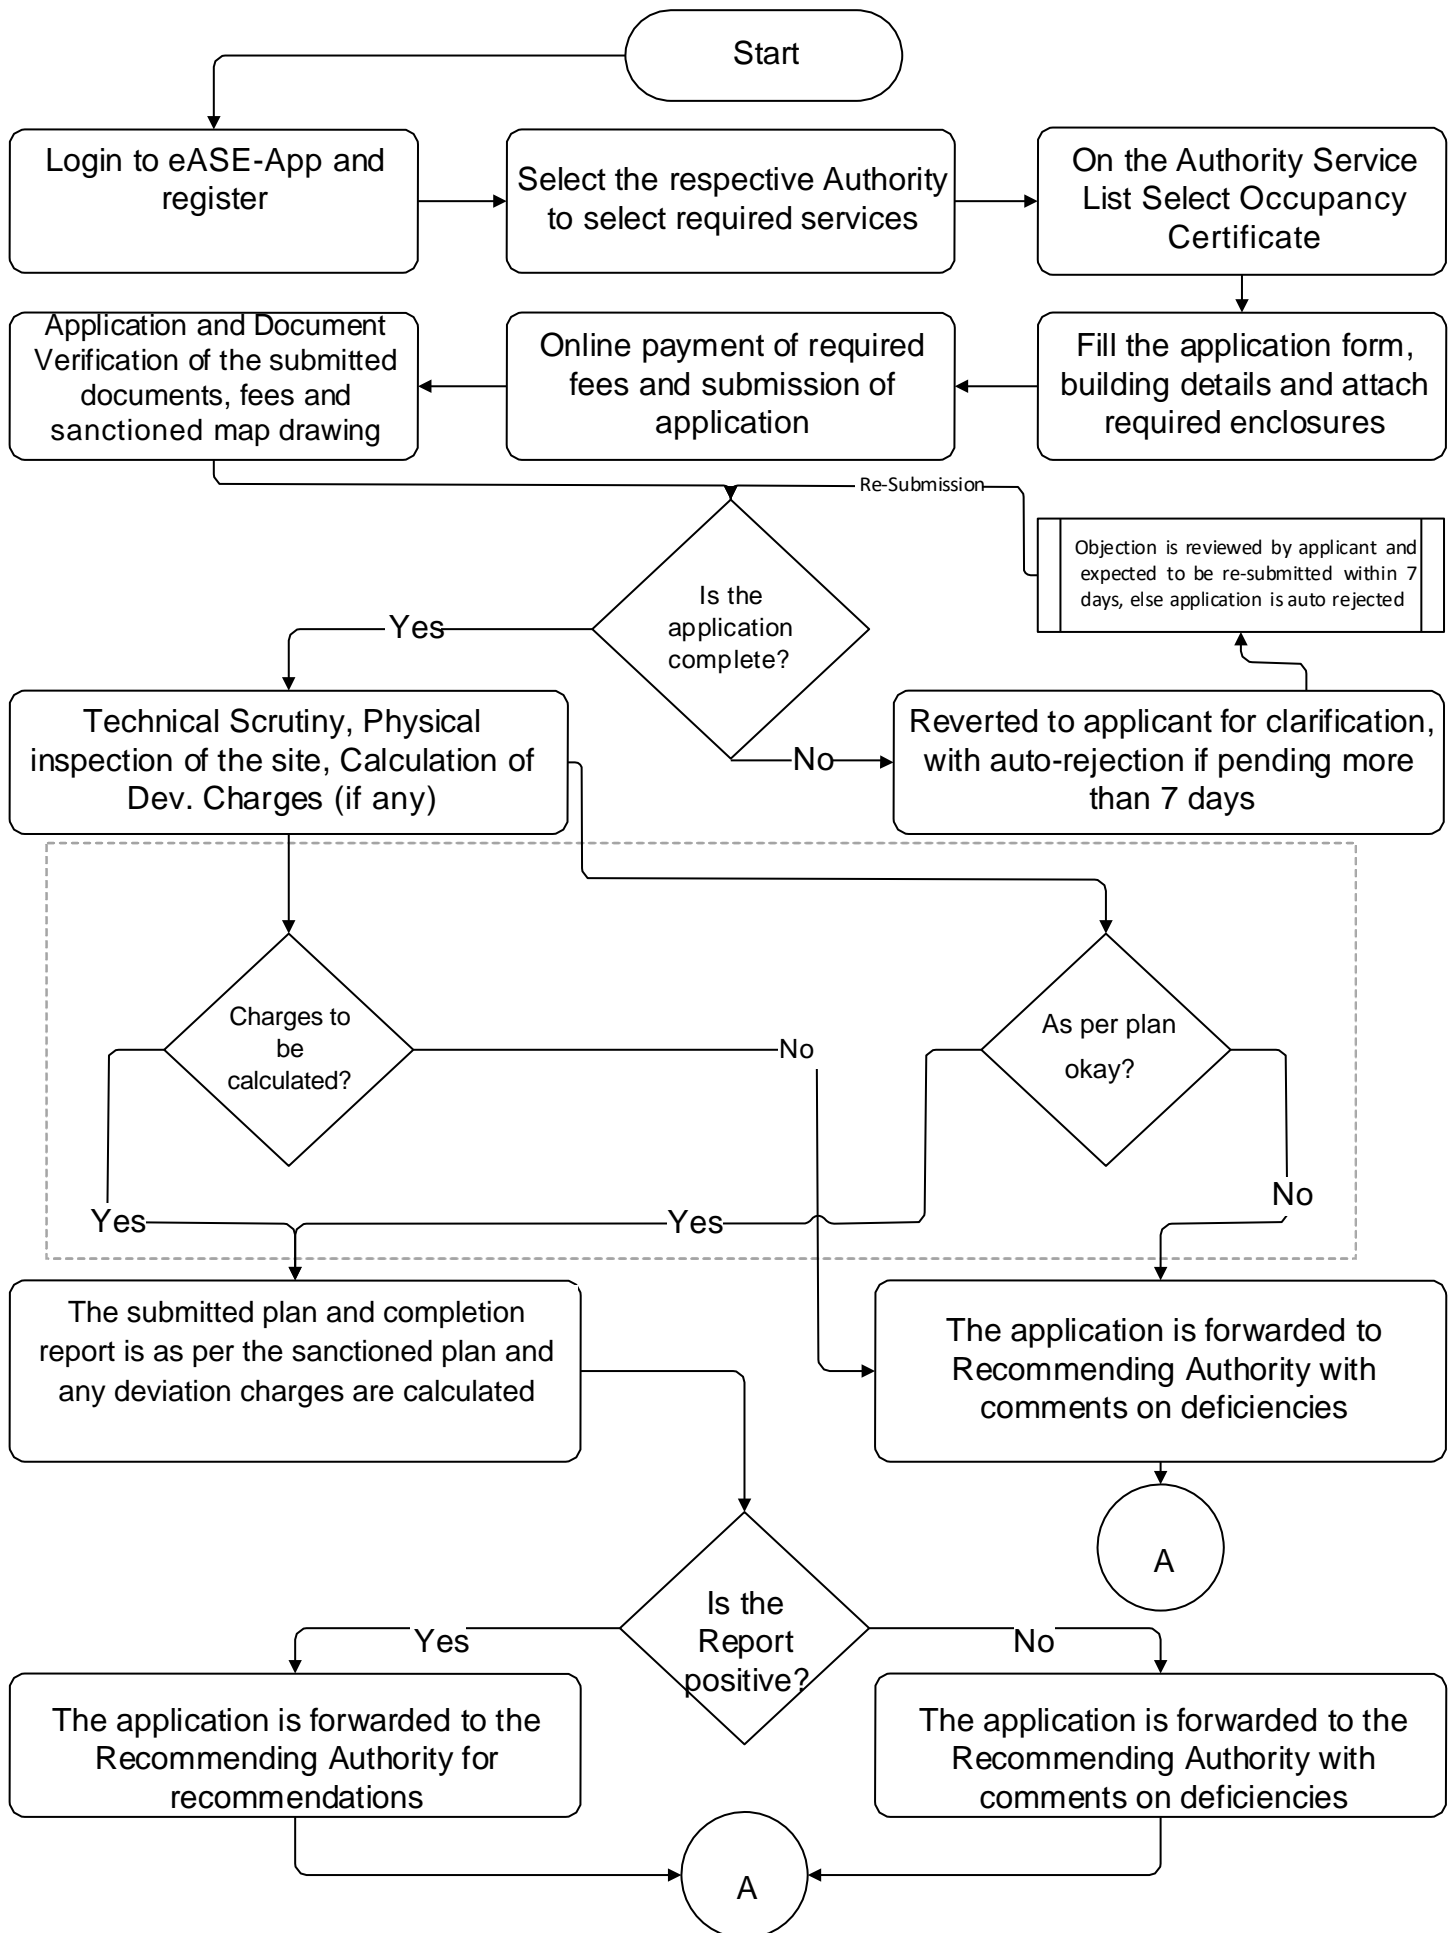 Start
Login to eASE-App and
register
Select the respective Authority
to select required services
On the Authority Service
List Select Occupancy
Certificate
Application and Document
Verification of the submitted
documents, fees and
sanctioned map drawing
Online payment of required
fees and submission of
application
Fill the application form,
building details and attach
required enclosures
Re-Submission
Objection is reviewed by applicant and
expected to be re-submitted within 7
days, else application is auto rejected
Is the
application
complete?
Yes
No
Technical Scrutiny, Physical
inspection of the site, Calculation of
Dev. Charges (if any)
Reverted to applicant for clarification,
with auto-rejection if pending more
than 7 days
Charges to
be
calculated?
No
As per plan
okay?
Yes
Yes
No
The submitted plan and completion
report is as per the sanctioned plan and
any deviation charges are calculated
The application is forwarded to
Recommending Authority with
comments on deficiencies
A
Is the
Report
positive?
Yes
No
The application is forwarded to the
Recommending Authority for
recommendations
The application is forwarded to the
Recommending Authority with
comments on deficiencies
A